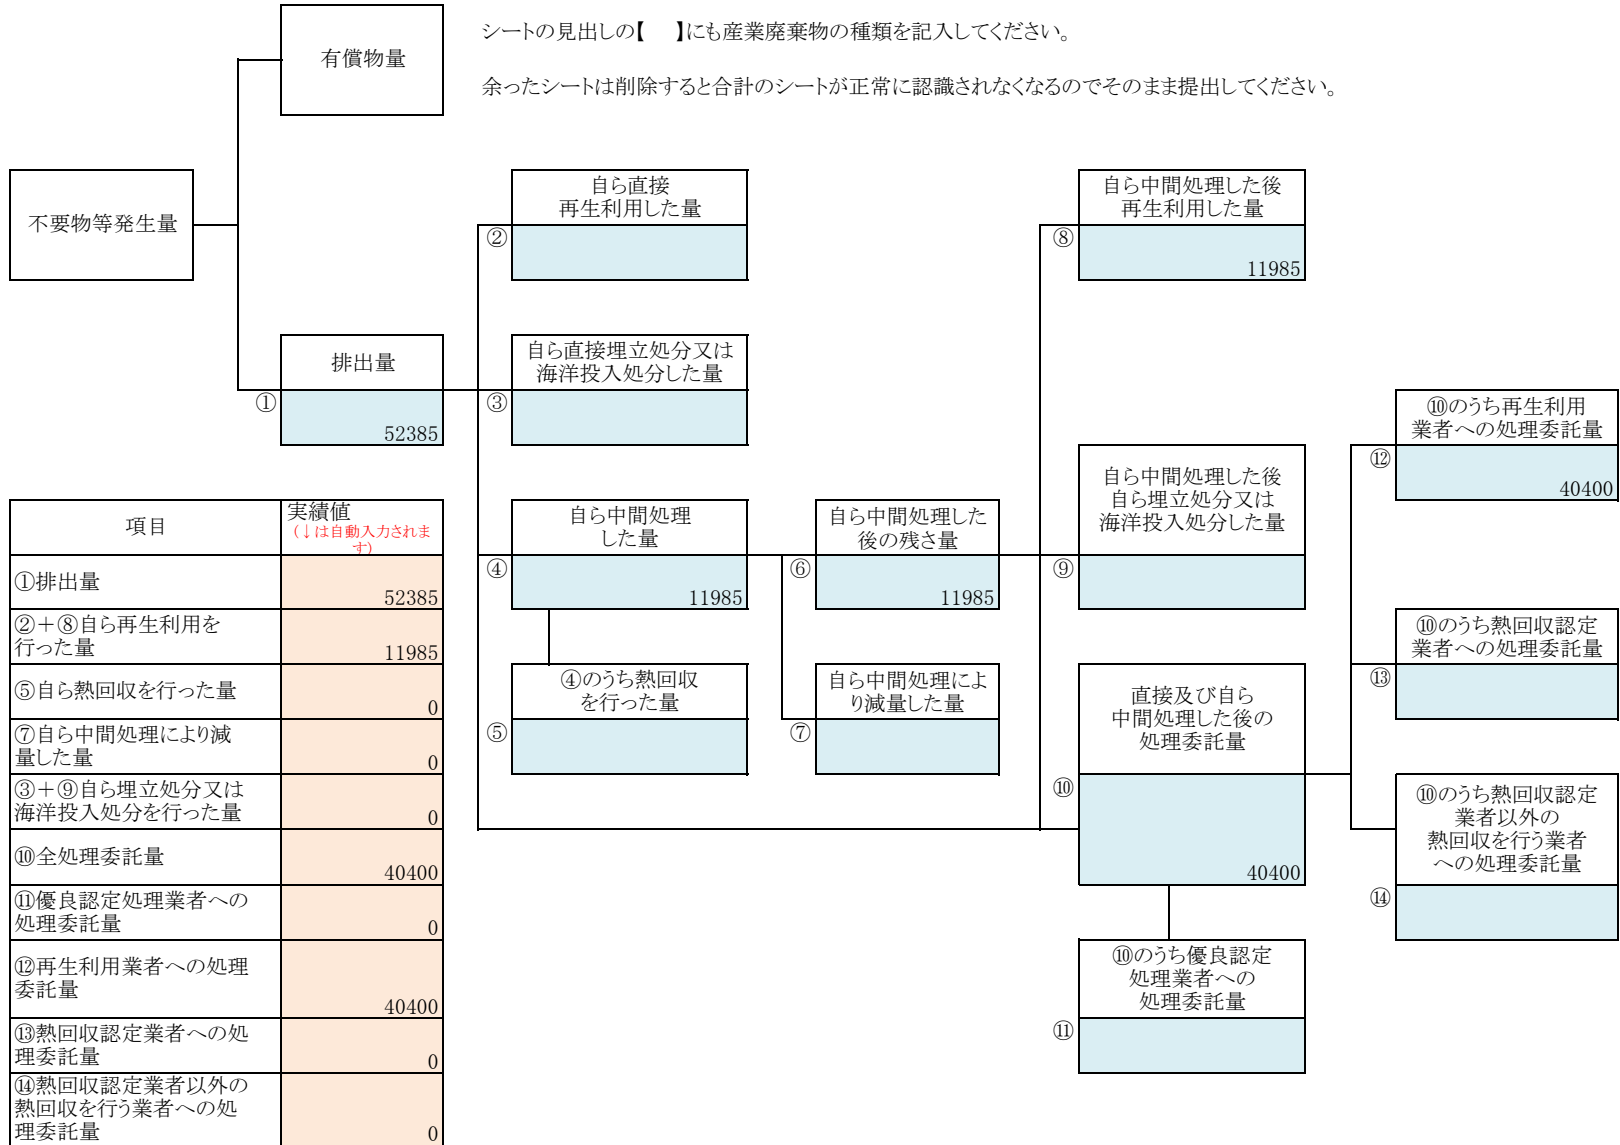 シートの見出しの【　】にも産業廃棄物の種類を記入してください。
余ったシートは削除すると合計のシートが正常に認識されなくなるのでそのまま提出してください。
有償物量
不要物等発生量
排出量
①
52385
自ら直接
再生利用した量
②
自ら直接埋立処分又は
海洋投入処分した量
③
自ら中間処理
した量
④
11985
④のうち熱回収
を行った量
⑤
自ら中間処理した
後の残さ量
⑥
11985
自ら中間処理によ
り減量した量
⑦
自ら中間処理した後
再生利用した量
⑧
11985
自ら中間処理した後
自ら埋立処分又は
海洋投入処分した量
⑨
直接及び自ら
中間処理した後の
処理委託量
⑩
40400
⑩のうち優良認定
処理業者への
処理委託量
⑪
⑩のうち再生利用
業者への処理委託量
⑫
40400
⑩のうち熱回収認定
業者への処理委託量
⑬
⑩のうち熱回収認定
業者以外の
熱回収を行う業者
への処理委託量
⑭
項目
実績値
(↓は自動入力されま
す)
①排出量
52385
②＋⑧自ら再生利用を
行った量
11985
⑤自ら熱回収を行った量
0
⑦自ら中間処理により減
量した量
0
③＋⑨自ら埋立処分又は
海洋投入処分を行った量
0
⑩全処理委託量
40400
⑪優良認定処理業者への
処理委託量
0
⑫再生利用業者への処理
委託量
40400
⑬熱回収認定業者への処
理委託量
0
⑭熱回収認定業者以外の
熱回収を行う業者への処
理委託量
0